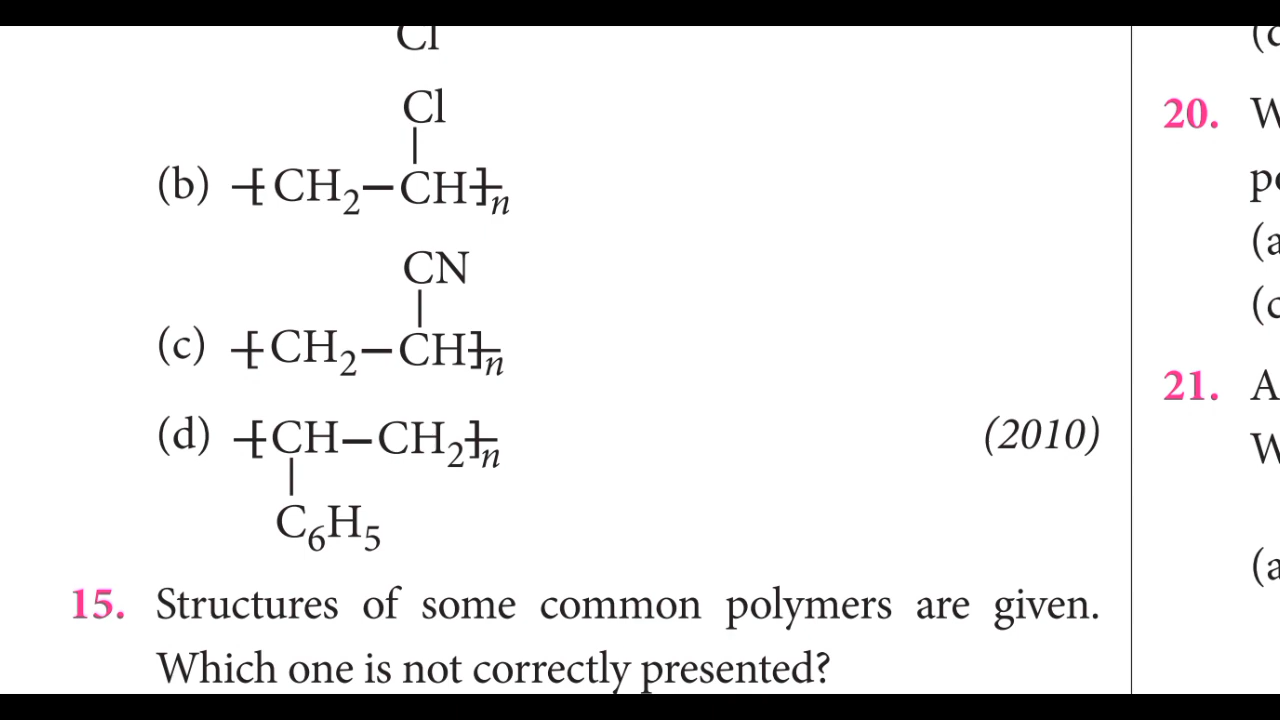 Cl
Cl
(b) -[CH₂–CH]-ₙ
CN
(c) -[CH₂–CH]-ₙ
(d) -[CH–CH₂]-ₙ (2010)
C₆H₅
15. Structures of some common polymers are given.
Which one is not correctly presented?
20.
(a
(c
21. A
(a